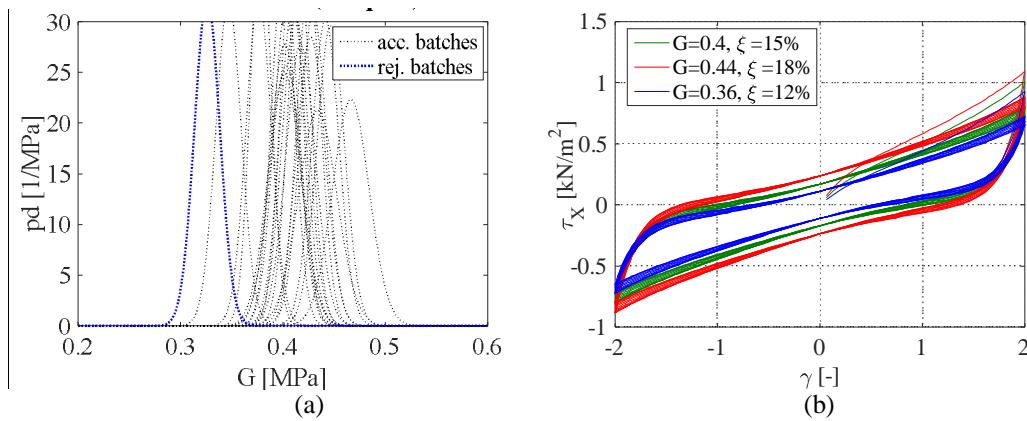 30
25
20
15
10
5
0
pd [1/MPa]
acc. batches
rej. batches
0.2 0.3 0.4 0.5 0.6
G [MPa]
(a)
1.5
1
0.5
0
-0.5
-1
τX [kN/m²]
G=0.4, ξ =15%
G=0.44, ξ =18%
G=0.36, ξ =12%
-2 -1 0 1 2
γ [-]
(b)